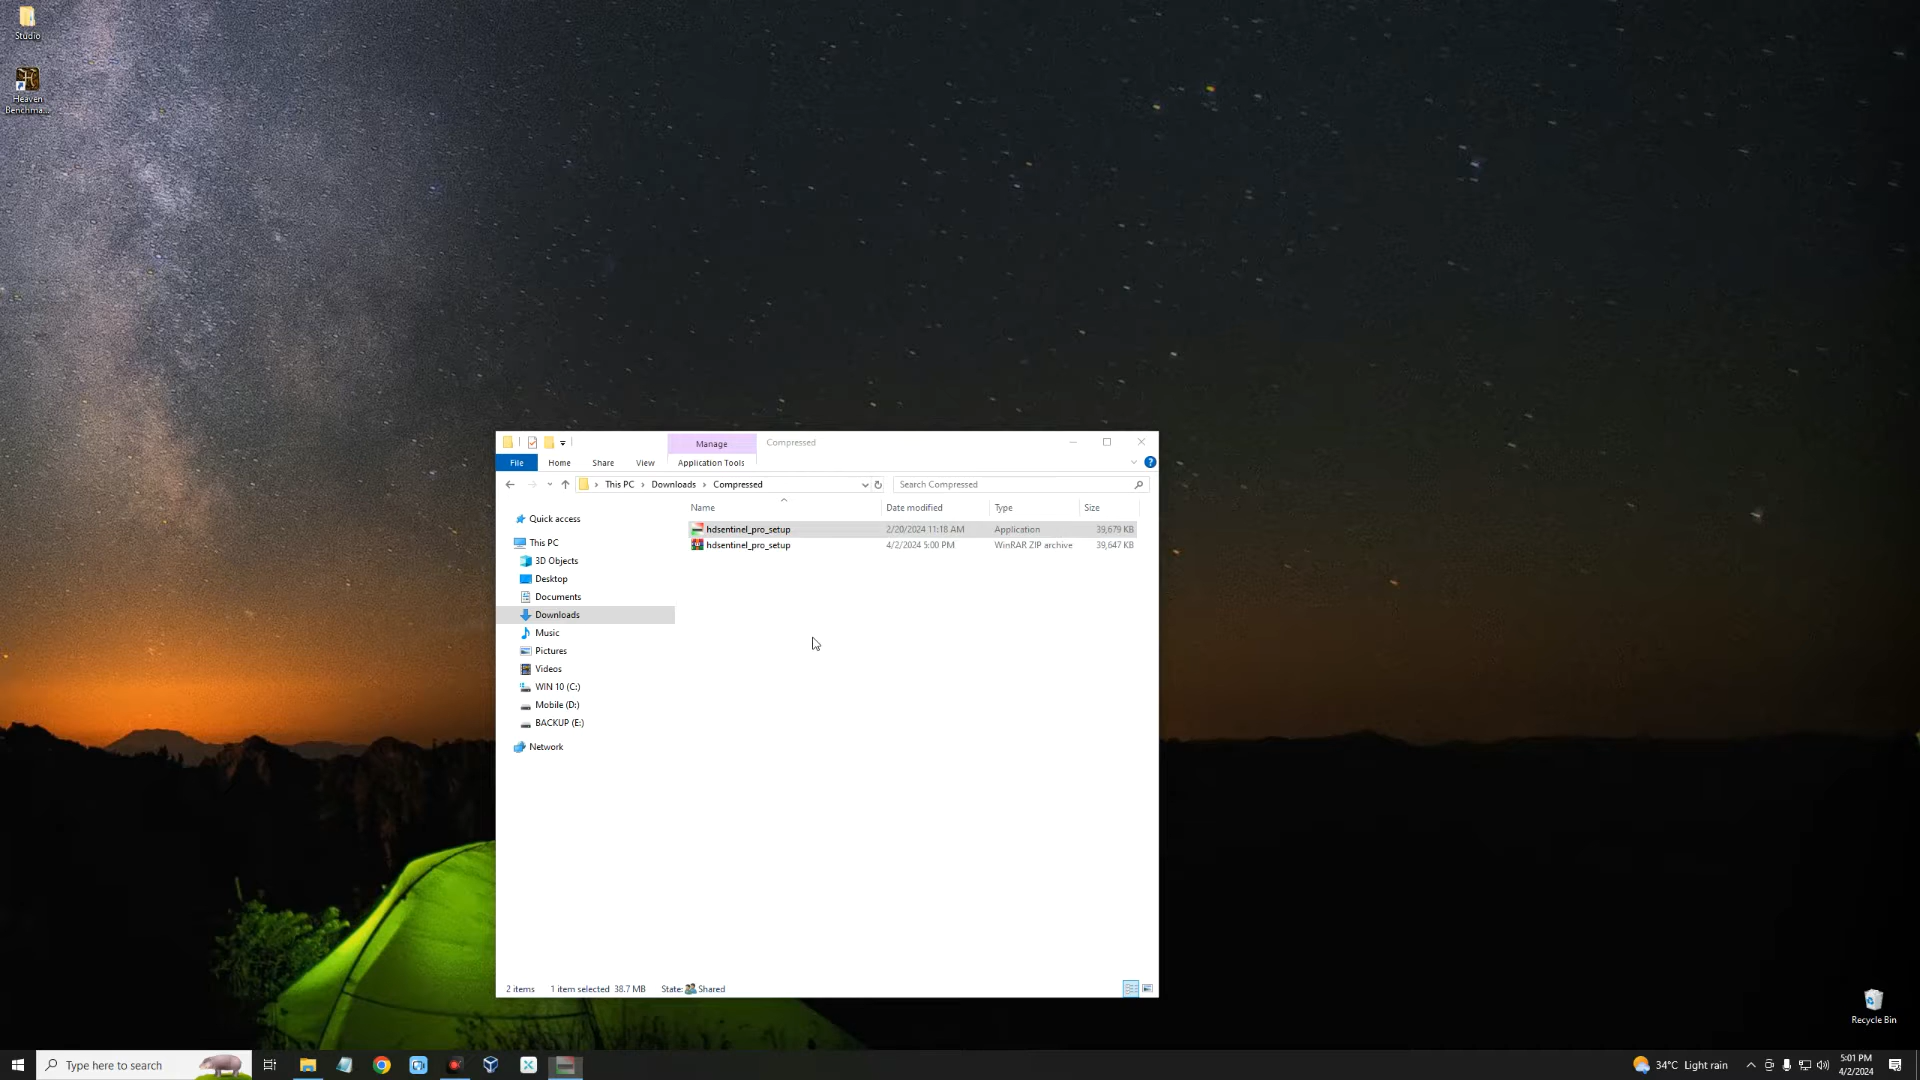 Studio
Heaven
Benchma...
Manage
Compressed
File
Home
Share
View
Application Tools
This PC
Downloads
Compressed
Search Compressed
Name
Date modified
Type
Size
hdsentinel_pro_setup
2/20/2024 11:18 AM
Application
39,679 KB
hdsentinel_pro_setup
4/2/2024 5:00 PM
WinRAR ZIP archive
39,647 KB
Quick access
This PC
3D Objects
Desktop
Documents
Downloads
Music
Pictures
Videos
WIN 10 (C:)
Mobile (D:)
BACKUP (E:)
Network
2 items
1 item selected 38.7 MB
State: Shared
Recycle Bin
Type here to search
34°C Light rain
5:01 PM
4/2/2024